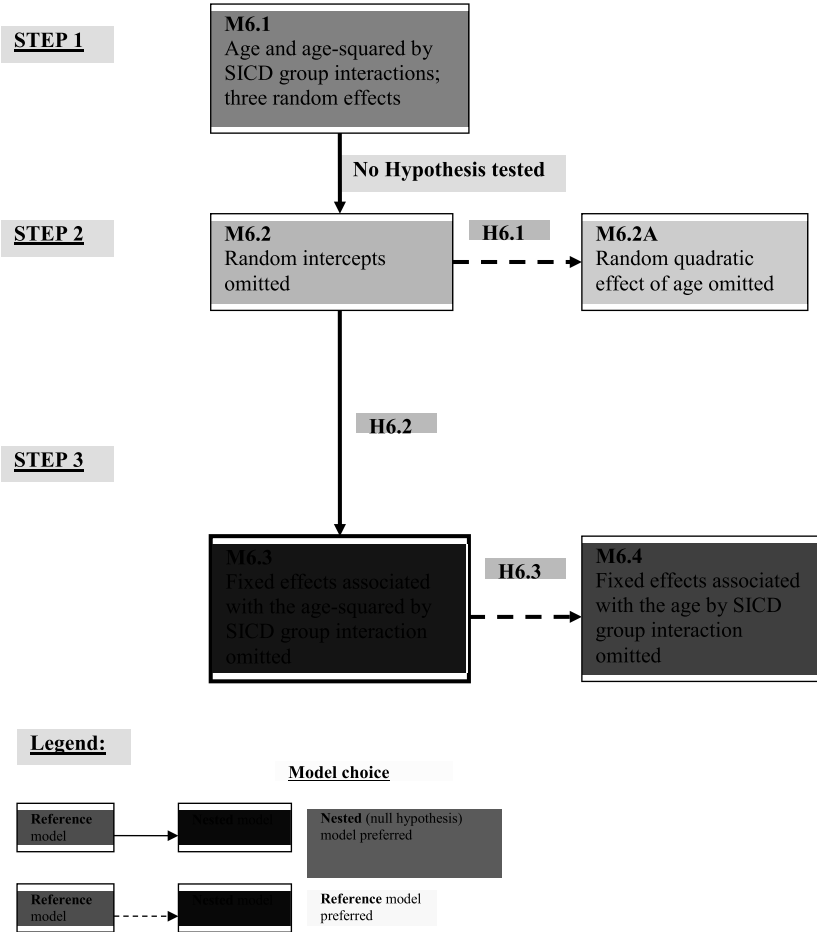 STEP 1
M6.1
Age and age-squared by
SICD group interactions;
three random effects
No Hypothesis tested
STEP 2
M6.2
Random intercepts
omitted
H6.1
M6.2A
Random quadratic
effect of age omitted
H6.2
STEP 3
M6.3
Fixed effects associated
with the age-squared by
SICD group interaction
omitted
H6.3
M6.4
Fixed effects associated
with the age by SICD
group interaction
omitted
Legend:
Model choice
Reference
model
Nested model
Nested (null hypothesis)
model preferred
Reference
model
Nested model
Reference model
preferred